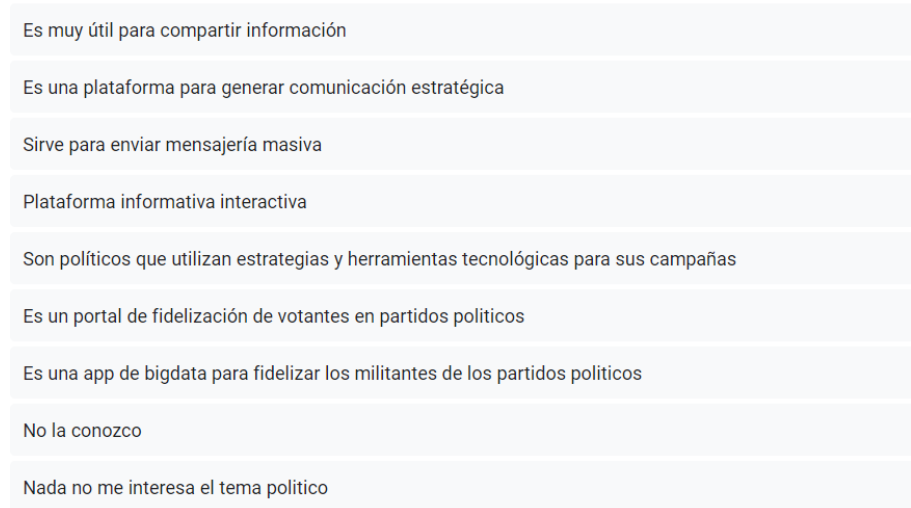 Es muy útil para compartir información
Es una plataforma para generar comunicación estratégica
Sirve para enviar mensajería masiva
Plataforma informativa interactiva
Son políticos que utilizan estrategias y herramientas tecnológicas para sus campañas
Es un portal de fidelización de votantes en partidos politicos
Es una app de bigdata para fidelizar los militantes de los partidos politicos
No la conozco
Nada no me interesa el tema politico